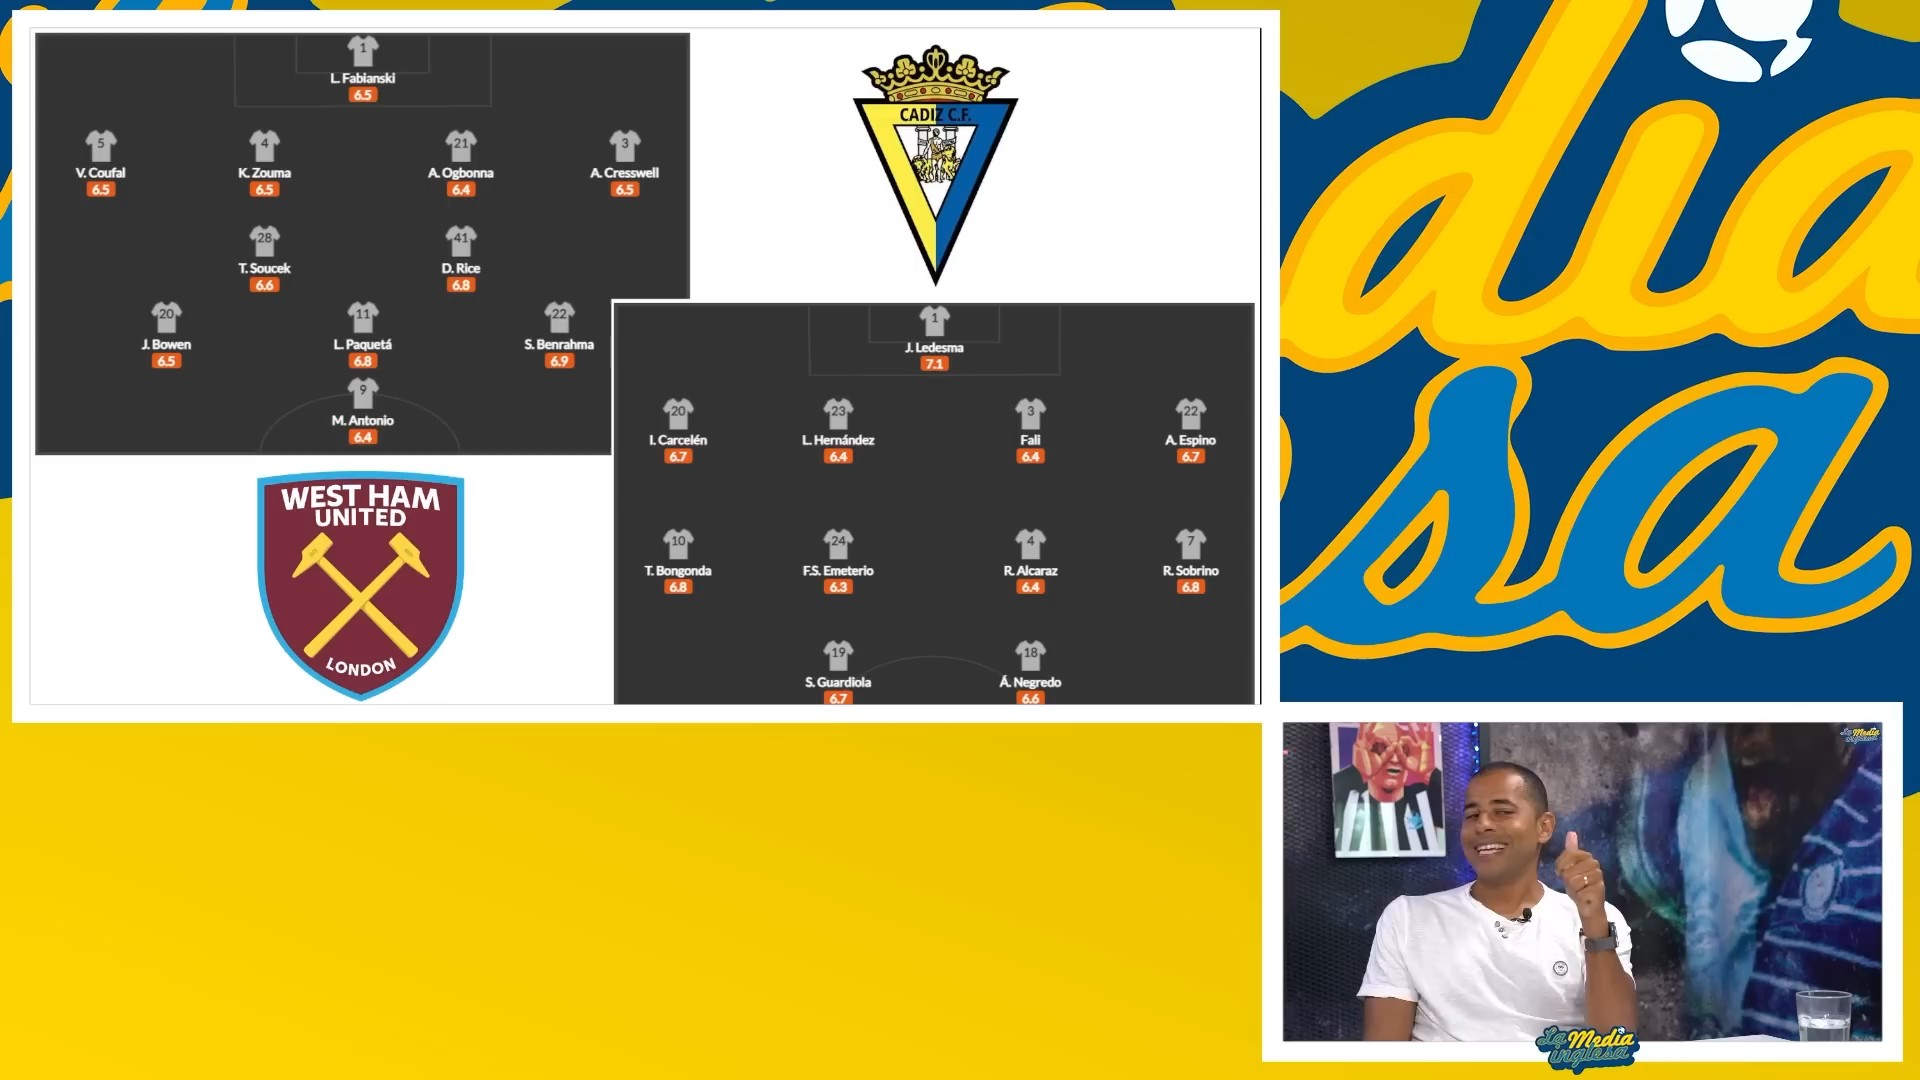 1
L. Fabianski
6.5
5
4
21
3
V. Coufal
K. Zouma
A. Ogbonna
A. Cresswell
6.5
6.5
6.4
6.5
28
41
T. Soucek
D. Rice
6.6
6.8
20
11
22
J. Bowen
L. Paquetá
S. Benrahma
6.5
6.8
6.9
9
M. Antonio
6.4
CADIZ C.F.
1
J. Ledesma
7.1
20
23
3
22
I. Carcelén
L. Hernández
Fali
A. Espino
6.7
6.4
6.4
6.7
10
24
4
7
T. Bongonda
F.S. Emeterio
R. Alcaraz
R. Sobrino
6.8
6.3
6.4
6.8
19
18
S. Guardiola
Á. Negredo
6.7
6.6
WEST HAM
UNITED
LONDON
dia
sa
La Media
inglesa
La Media
inglesa